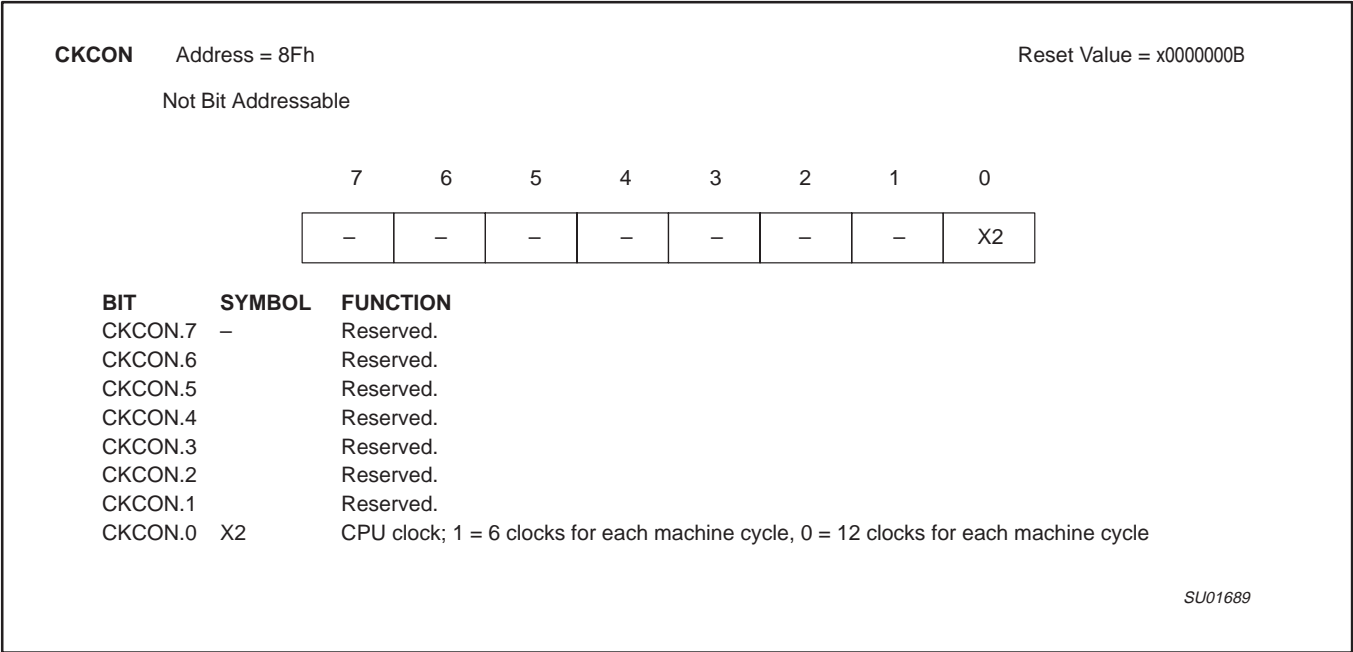 CKCON Address = 8Fh Reset Value = x0000000B
Not Bit Addressable
7 6 5 4 3 2 1 0
– – – – – – – X2
BIT SYMBOL FUNCTION
CKCON.7 – Reserved.
CKCON.6 Reserved.
CKCON.5 Reserved.
CKCON.4 Reserved.
CKCON.3 Reserved.
CKCON.2 Reserved.
CKCON.1 Reserved.
CKCON.0 X2 CPU clock; 1 = 6 clocks for each machine cycle, 0 = 12 clocks for each machine cycle
SU01689